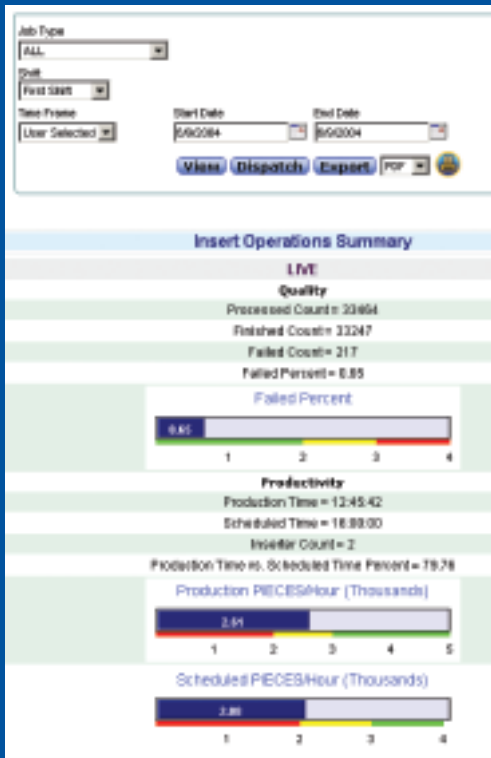 Job Type
ALL
Shift
First Shift
Time Frame Start Date End Date
User Selected 6/9/2004 6/9/2004
View Dispatch Export PDF
Insert Operations Summary
LIVE
Quality
Processed Count = 33464
Finished Count = 33247
Failed Count = 217
Failed Percent = 0.65
Failed Percent
0.65
1 2 3 4
Productivity
Production Time = 12:45:42
Scheduled Time = 16:00:00
Inserter Count = 2
Production Time vs. Scheduled Time Percent = 79.76
Production PIECES/Hour (Thousands)
2.61
1 2 3 4 5
Scheduled PIECES/Hour (Thousands)
1 2 3 4